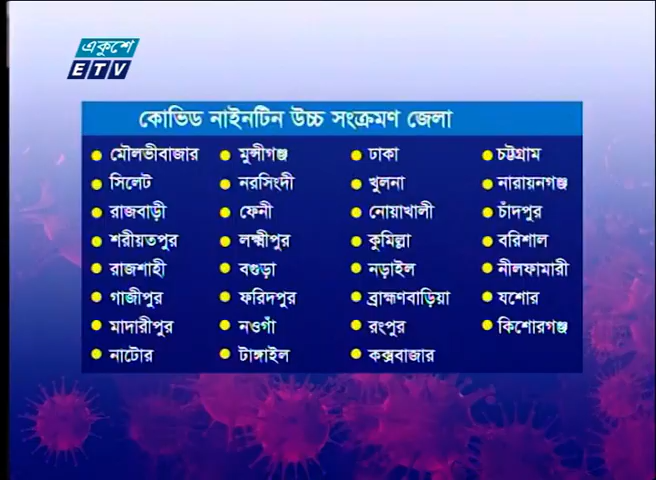 একুশে
ETV
কোভিড নাইনটিন উচ্চ সংক্রমণ জেলা
মৌলভীবাজার মুন্সীগঞ্জ ঢাকা চট্টগ্রাম
সিলেট নরসিংদী খুলনা নারায়নগঞ্জ
রাজবাড়ী ফেনী নোয়াখালী চাঁদপুর
শরীয়তপুর লক্ষ্মীপুর কুমিল্লা বরিশাল
রাজশাহী বগুড়া নড়াইল নীলফামারী
গাজীপুর ফরিদপুর ব্রাহ্মণবাড়িয়া যশোর
মাদারীপুর নওগাঁ রংপুর কিশোরগঞ্জ
নাটোর টাঙ্গাইল কক্সবাজার